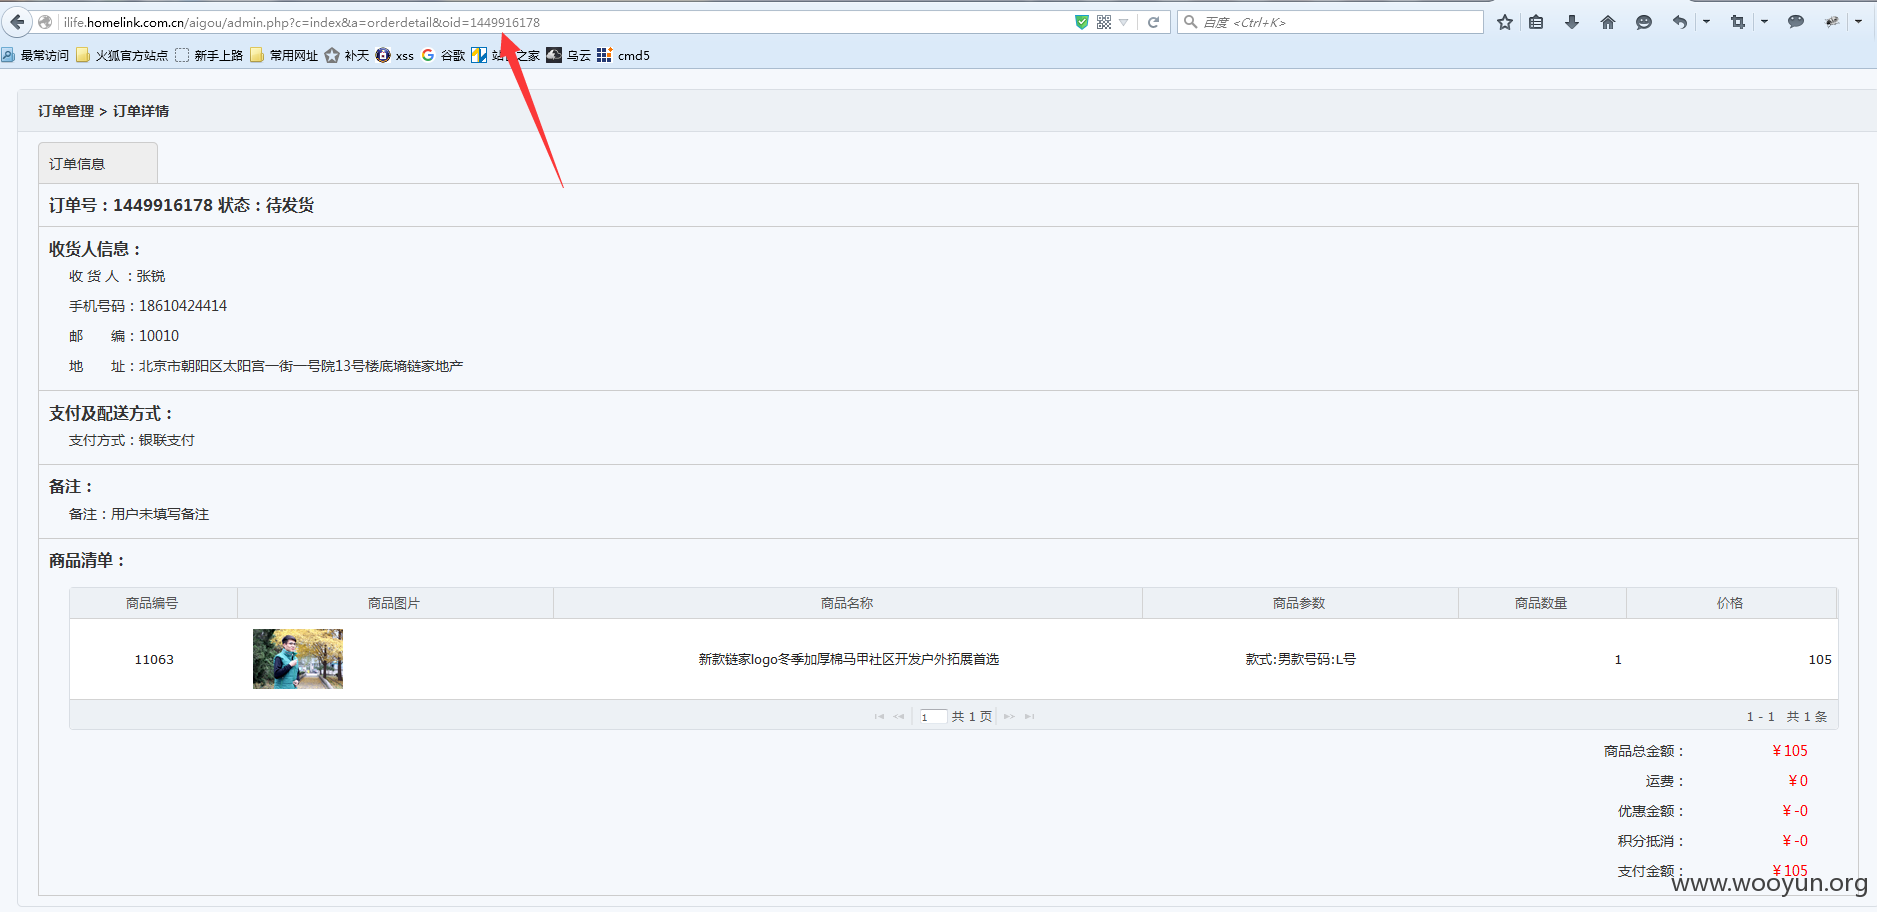 ilife.homelink.com.cn/aigou/admin.php?c=index&a=orderdetail&oid=1449916178
百度 <Ctrl+K>
最常访问 火狐官方站点 新手上路 常用网址 补天 xss 谷歌 之家 乌云 cmd5
订单管理 > 订单详情
订单信息
订单号：1449916178 状态：待发货
收货人信息：
收 货 人 ：张锐
手机号码：18610424414
邮 编：10010
地 址：北京市朝阳区太阳宫一街一号院13号楼底墒链家地产
支付及配送方式：
支付方式：银联支付
备注：
备注：用户未填写备注
商品清单：
商品编号 商品图片 商品名称 商品参数 商品数量 价格
11063 新款链家logo冬季加厚棉马甲社区开发户外拓展首选 款式:男款号码:L号 1 105
1 共 1 页 1 - 1 共 1 条
商品总金额： ￥105
运费： ￥0
优惠金额： ￥-0
积分抵消： ￥-0
支付金额： ￥105
www.wooyun.org